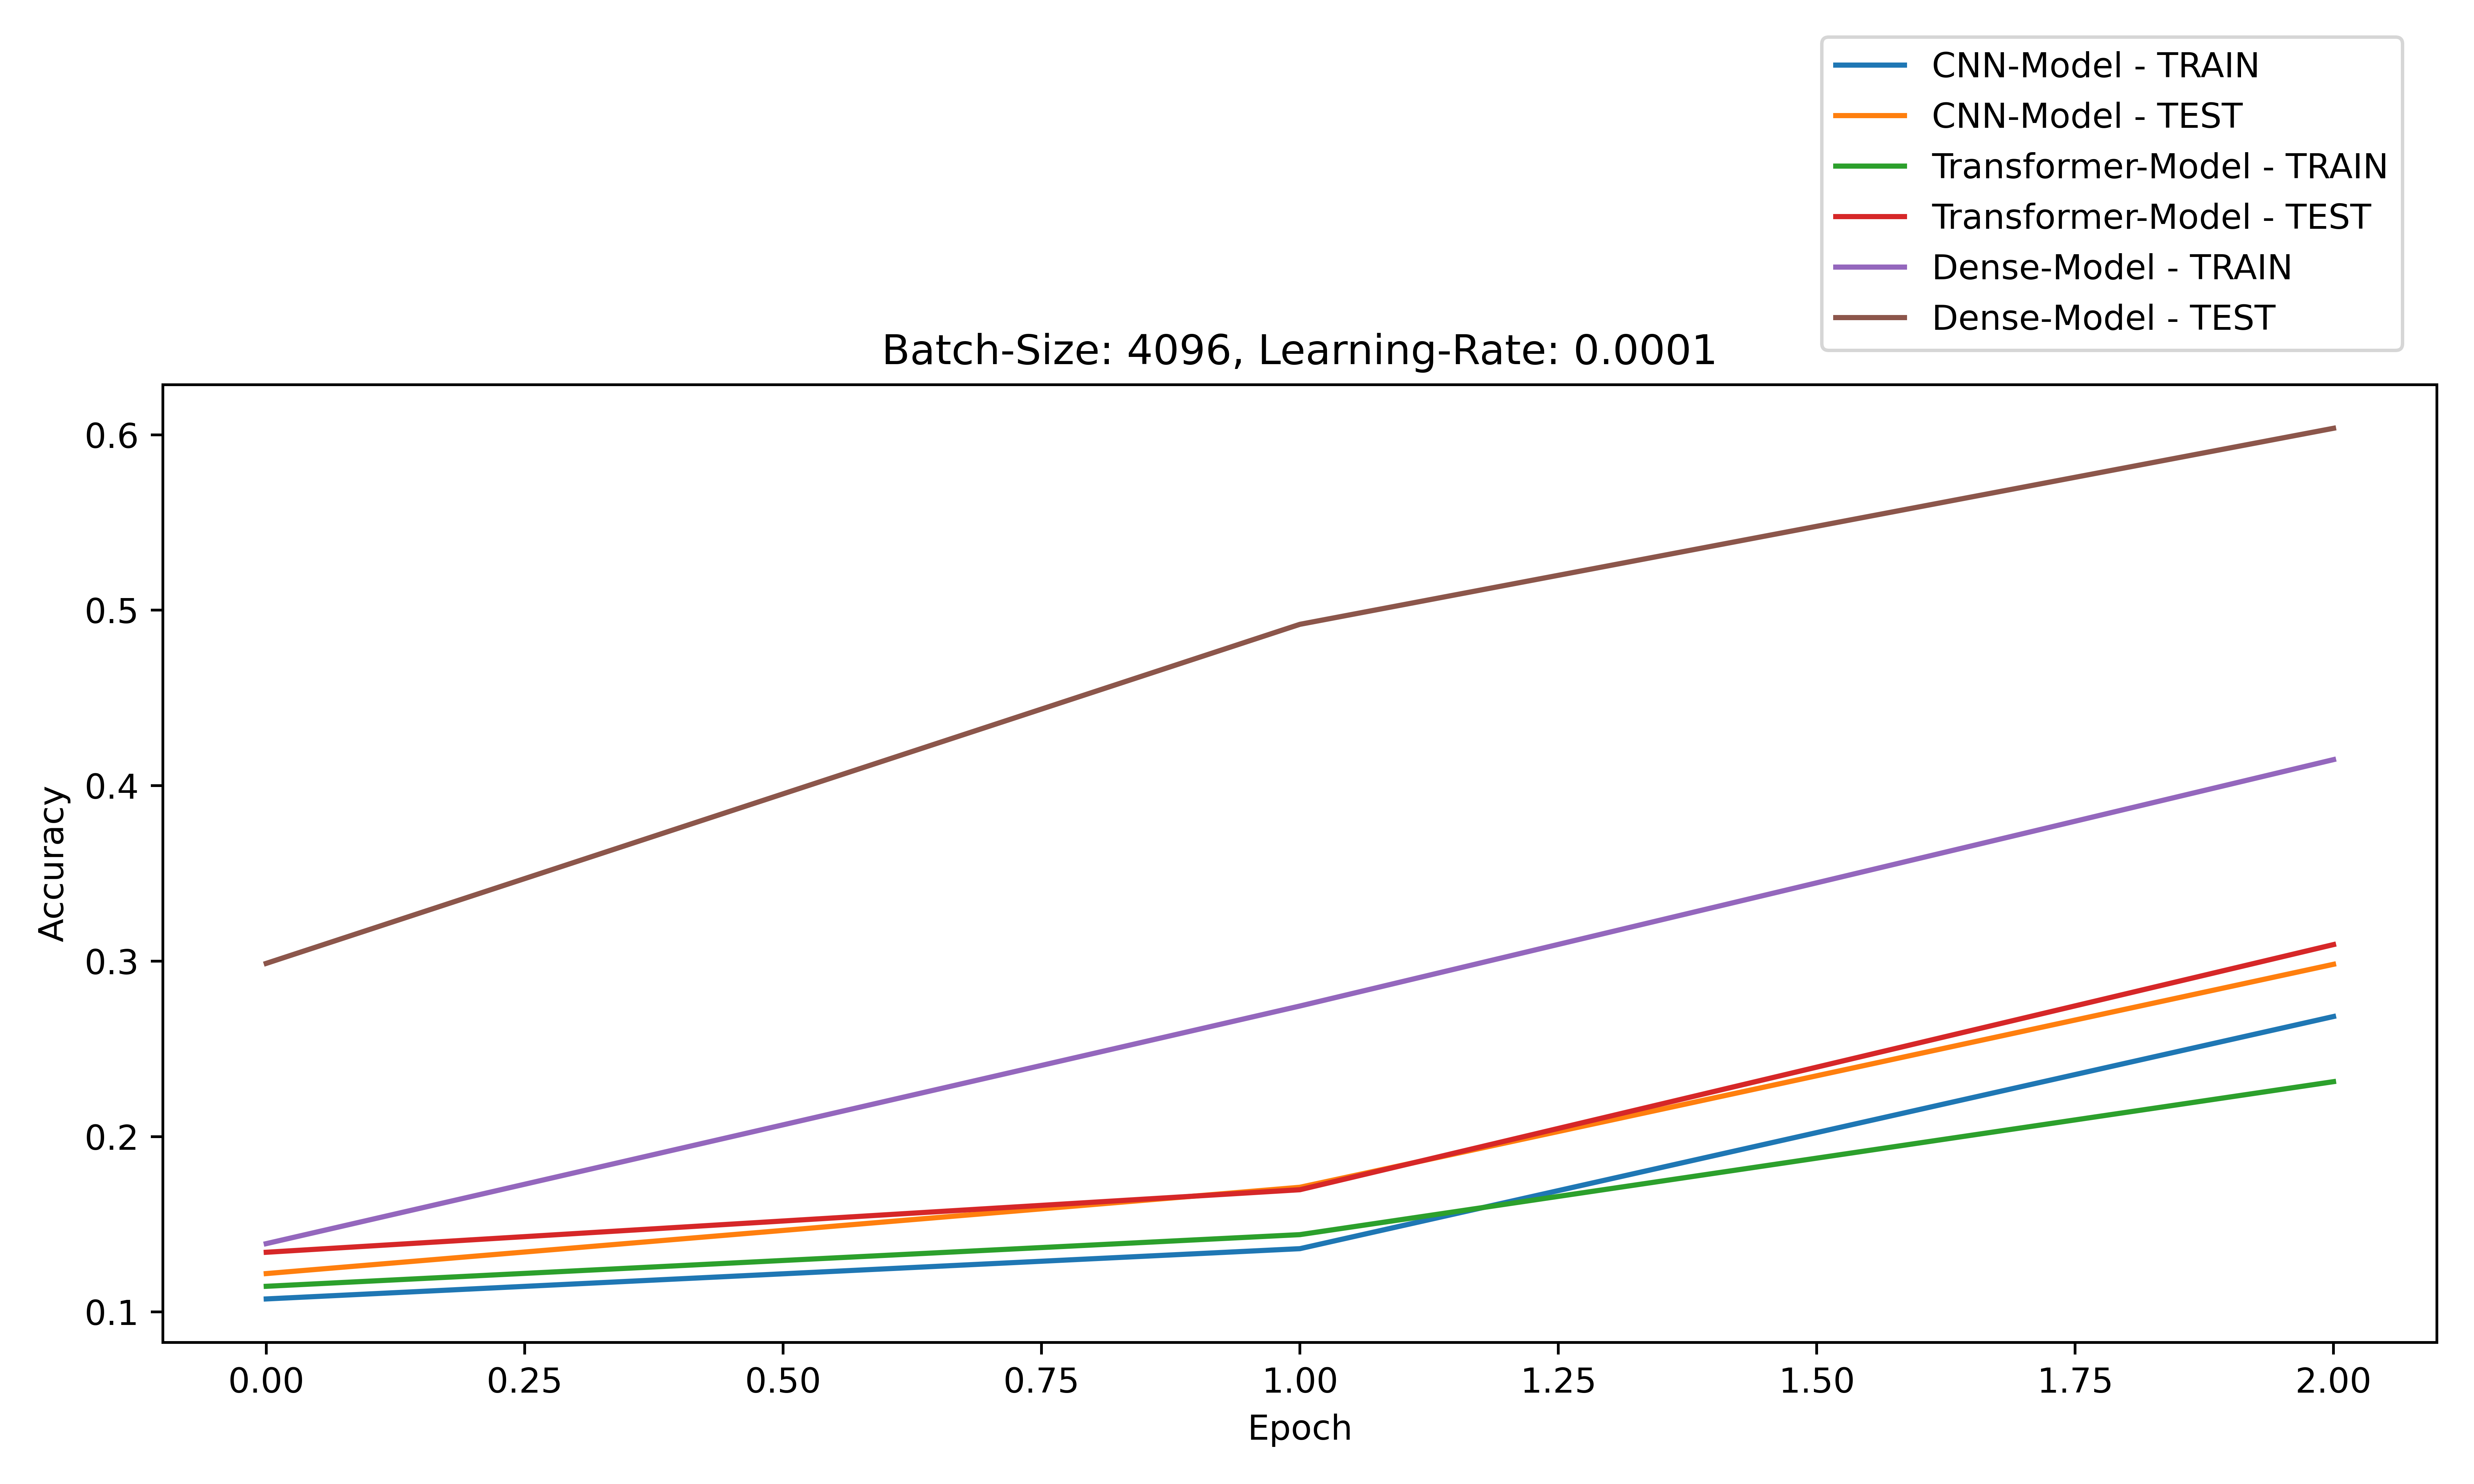 CNN-Model - TRAIN
CNN-Model - TEST
Transformer-Model - TRAIN
Transformer-Model - TEST
Dense-Model - TRAIN
Dense-Model - TEST
Batch-Size: 4096, Learning-Rate: 0.0001
0.6
0.5
0.4
0.3
0.2
0.1
Accuracy
0.00 0.25 0.50 0.75 1.00 1.25 1.50 1.75 2.00
Epoch